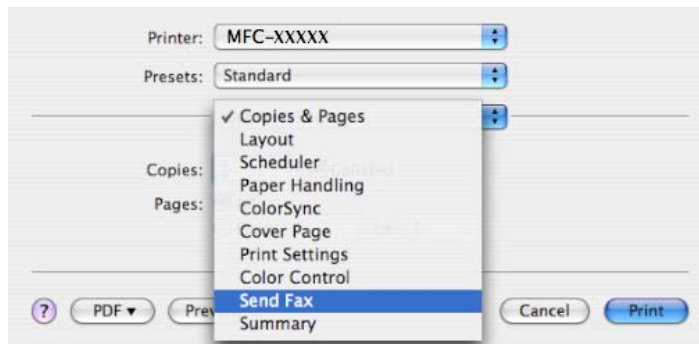 Printer: MFC-XXXXX
Presets: Standard
✓ Copies & Pages
Layout
Scheduler
Copies:
Paper Handling
Pages:
ColorSync
Cover Page
Print Settings
Color Control
Send Fax
Summary
? PDF ▼ Prev Cancel Print